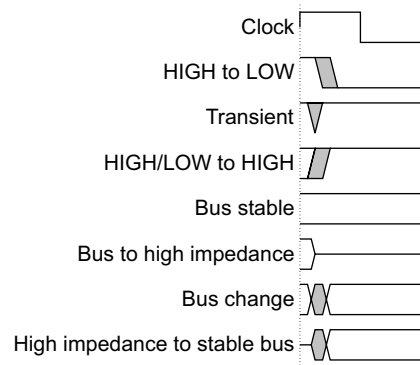 Clock
HIGH to LOW
Transient
HIGH/LOW to HIGH
Bus stable
Bus to high impedance
Bus change
High impedance to stable bus